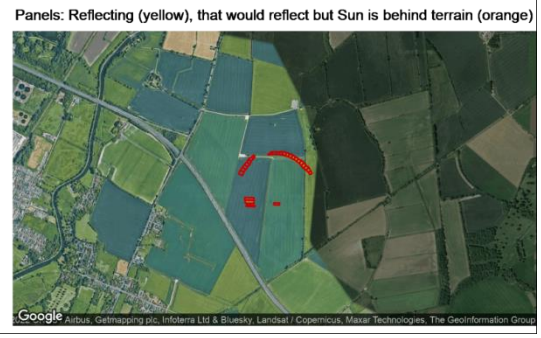 Panels: Reflecting (yellow), that would reflect but Sun is behind terrain (orange)
Google
Airbus, Getmapping plc, Infoterra Ltd & Bluesky, Landsat / Copernicus, Maxar Technologies, The GeoInformation Group